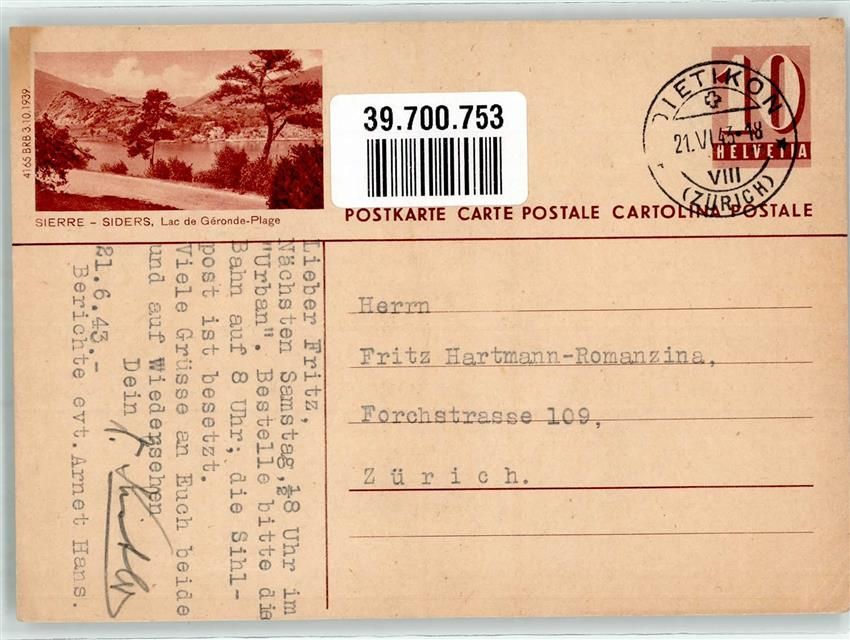 4165 BRB 3.10.1939.
SIERRE – SIDERS, Lac de Géronde-Plage
39.700.753
10
HELVETIA
DIETIKON
21.VI.43-18
VIII
(ZÜRICH)
POSTKARTE CARTE POSTALE CARTOLINA POSTALE
Lieber Fritz,
Nächsten Samstag, ½8 Uhr im
"Urban". Bestelle bitte die
Bahn auf 8 Uhr; die Sihl-
post ist besetzt.
Viele Grüsse an Euch beide
und auf Wiedersehen
Dein
21.6.43.-
Berichte evt. Arnet Hans.
Herrn
Fritz Hartmann-Romanzina,
Forchstrasse 109,
Zürich.